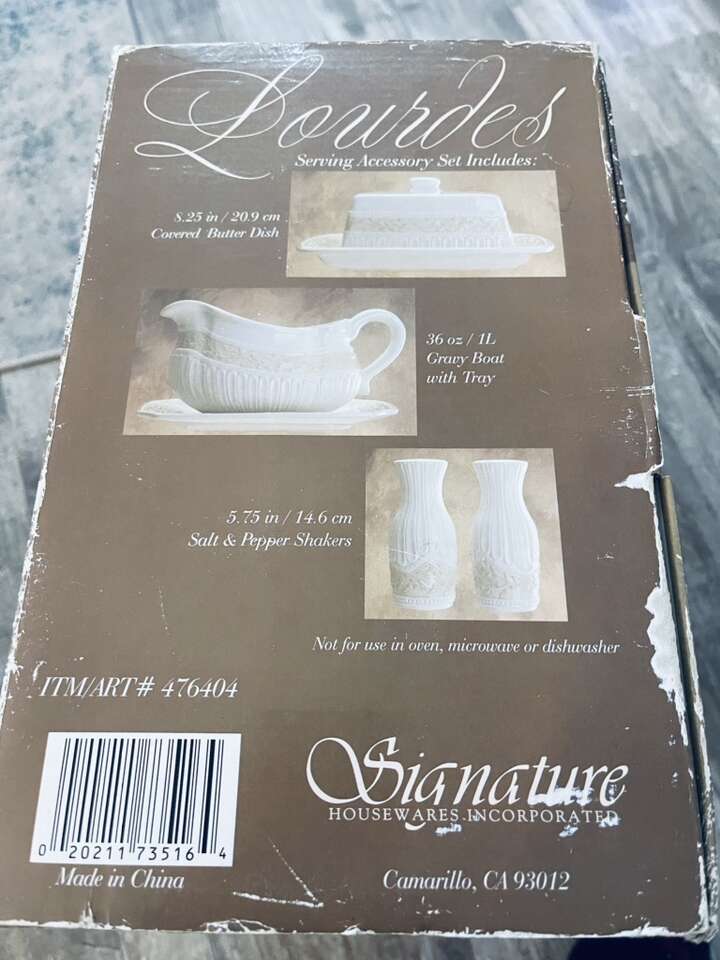 Lourdes
Serving Accessory Set Includes:
8.25 in / 20.9 cm
Covered Butter Dish
36 oz / 1L
Gravy Boat
with Tray
5.75 in / 14.6 cm
Salt & Pepper Shakers
Not for use in oven, microwave or dishwasher
ITM/ART# 476404
Signature
HOUSEWARES INCORPORATED
0 20211 73516 4
Made in China
Camarillo, CA 93012